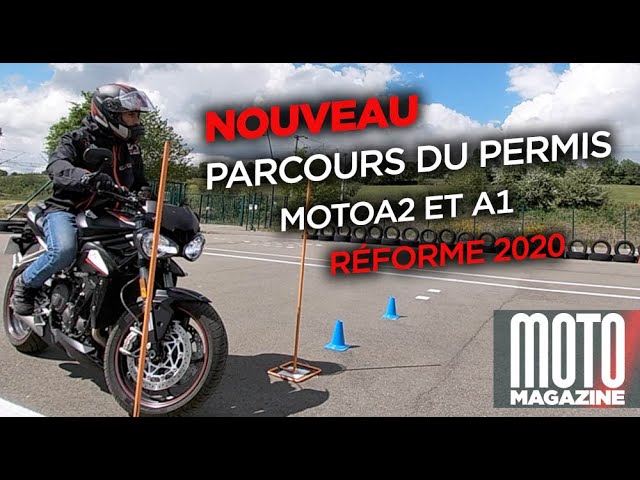 NOUVEAU
PARCOURS DU PERMIS
MOTOA2 ET A1
RÉFORME 2020
MOTO
MAGAZINE